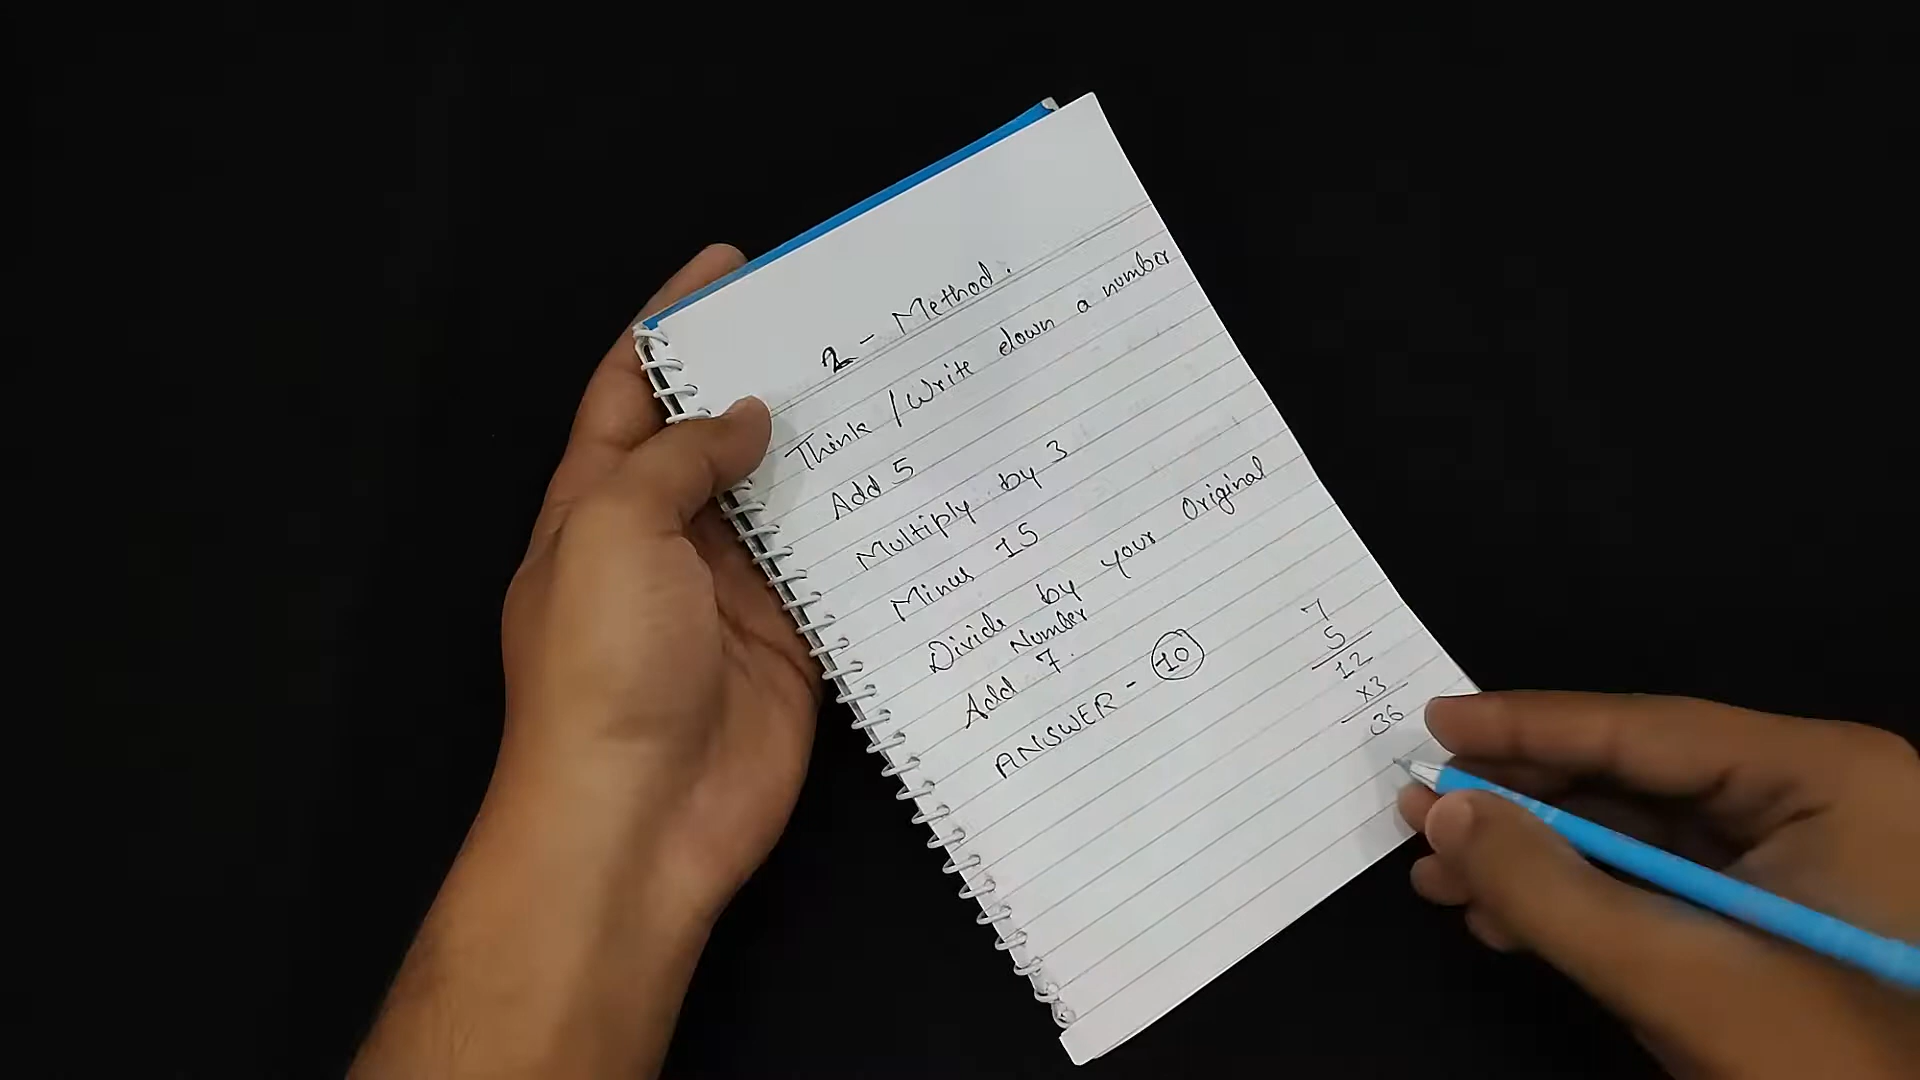 2 - Method.
Think / Write down a number
Add 5
Multiply by 3
Minus 15
Divide by your Original
Number
Add 7.
ANSWER - 10
7
5
12
x3
36